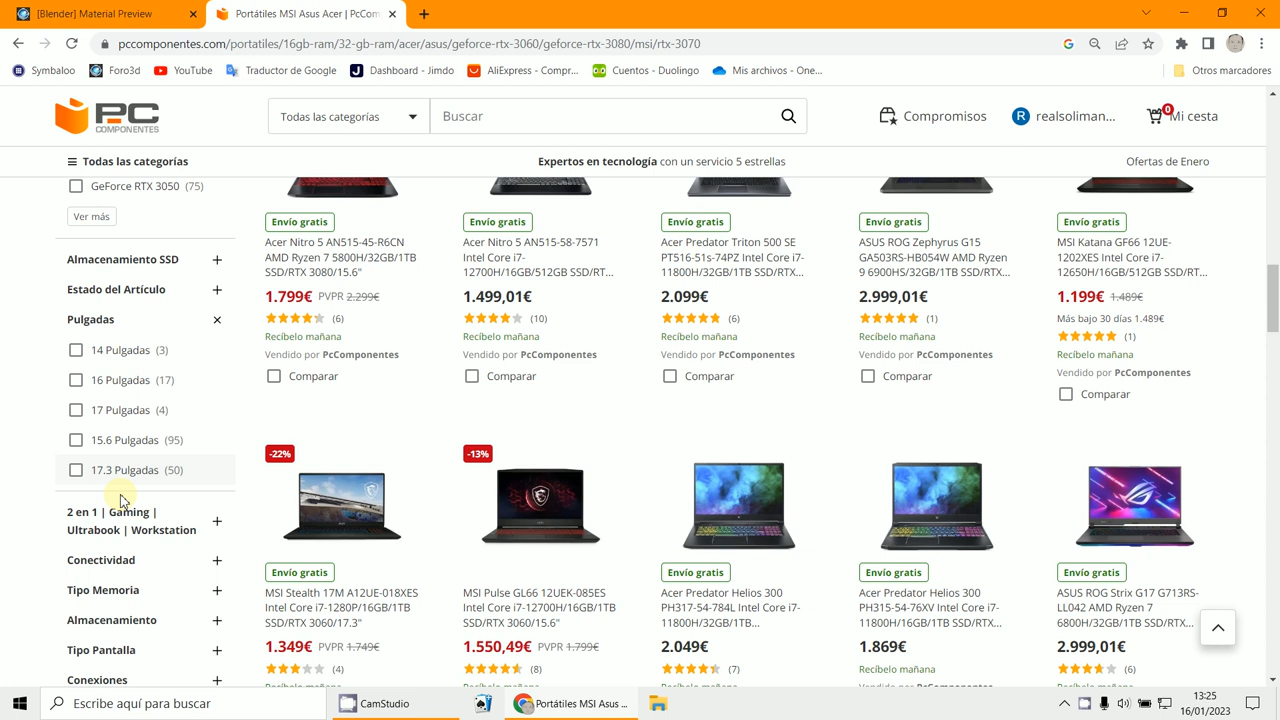 [Blender] Material Preview
Portátiles MSI Asus Acer | PcCom
pccomponentes.com/portatiles/16gb-ram/32-gb-ram/acer/asus/geforce-rtx-3060/geforce-rtx-3080/msi/rtx-3070
Symbaloo
Foro3d
YouTube
Traductor de Google
Dashboard - Jimdo
AliExpress - Compr...
Cuentos - Duolingo
Mis archivos - One...
Otros marcadores
PC COMPONENTES
Todas las categorías
Buscar
Compromisos
R realsoliman...
0 Mi cesta
Todas las categorías
Expertos en tecnología con un servicio 5 estrellas
Ofertas de Enero
GeForce RTX 3050 (75)
Ver más
Almacenamiento SSD +
Estado del Artículo +
Pulgadas ×
14 Pulgadas (3)
16 Pulgadas (17)
17 Pulgadas (4)
15.6 Pulgadas (95)
17.3 Pulgadas (50)
2 en 1 | Gaming |
Ultrabook | Workstation +
Conectividad +
Tipo Memoria +
Almacenamiento +
Tipo Pantalla +
Conexiones +
Envío gratis
Acer Nitro 5 AN515-45-R6CN
AMD Ryzen 7 5800H/32GB/1TB
SSD/RTX 3080/15.6"
1.799€ PVPR 2.299€
(6)
Recíbelo mañana
Vendido por PcComponentes
Comparar
Envío gratis
Acer Nitro 5 AN515-58-7571
Intel Core i7-
12700H/16GB/512GB SSD/RT...
1.499,01€
(10)
Recíbelo mañana
Vendido por PcComponentes
Comparar
Envío gratis
Acer Predator Triton 500 SE
PT516-51s-74PZ Intel Core i7-
11800H/32GB/1TB SSD/RTX...
2.099€
(6)
Recíbelo mañana
Vendido por PcComponentes
Comparar
Envío gratis
ASUS ROG Zephyrus G15
GA503RS-HB054W AMD Ryzen
9 6900HS/32GB/1TB SSD/RTX...
2.999,01€
(1)
Recíbelo mañana
Vendido por PcComponentes
Comparar
Envío gratis
MSI Katana GF66 12UE-
1202XES Intel Core i7-
12650H/16GB/512GB SSD/RT...
1.199€ 1.489€
Más bajo 30 días 1.489€
(1)
Recíbelo mañana
Vendido por PcComponentes
Comparar
-22%
Envío gratis
MSI Stealth 17M A12UE-018XES
Intel Core i7-1280P/16GB/1TB
SSD/RTX 3060/17.3"
1.349€ PVPR 1.749€
(4)
Recíbelo mañana
-13%
Envío gratis
MSI Pulse GL66 12UEK-085ES
Intel Core i7-12700H/16GB/1TB
SSD/RTX 3060/15.6"
1.550,49€ PVPR 1.799€
(8)
Recíbelo mañana
Envío gratis
Acer Predator Helios 300
PH317-54-784L Intel Core i7-
11800H/32GB/1TB...
2.049€
(7)
Recíbelo mañana
Envío gratis
Acer Predator Helios 300
PH315-54-76XV Intel Core i7-
11800H/16GB/1TB SSD/RTX...
1.869€
Recíbelo mañana
Vendido por PcComponentes
Envío gratis
ASUS ROG Strix G17 G713RS-
LL042 AMD Ryzen 7
6800H/32GB/1TB SSD/RTX...
2.999,01€
(6)
Recíbelo mañana
Escribe aquí para buscar
CamStudio
Portátiles MSI Asus ...
13:25
16/01/2023